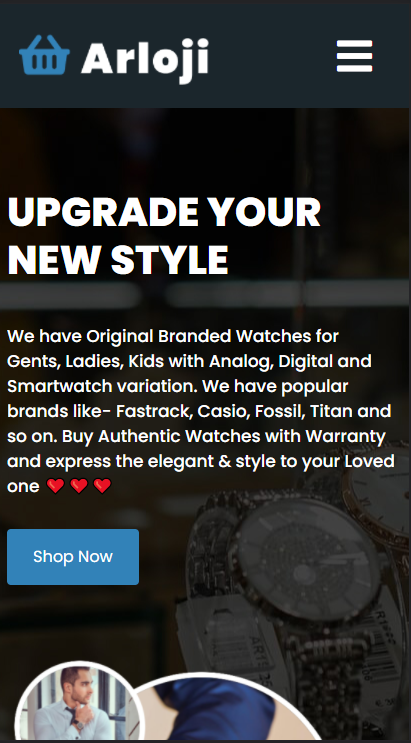 Arloji
UPGRADE YOUR
NEW STYLE
We have Original Branded Watches for
Gents, Ladies, Kids with Analog, Digital and
Smartwatch variation. We have popular
brands like- Fastrack, Casio, Fossil, Titan and
so on. Buy Authentic Watches with Warranty
and express the elegant & style to your Loved
one ❤️ ❤️ ❤️
Shop Now